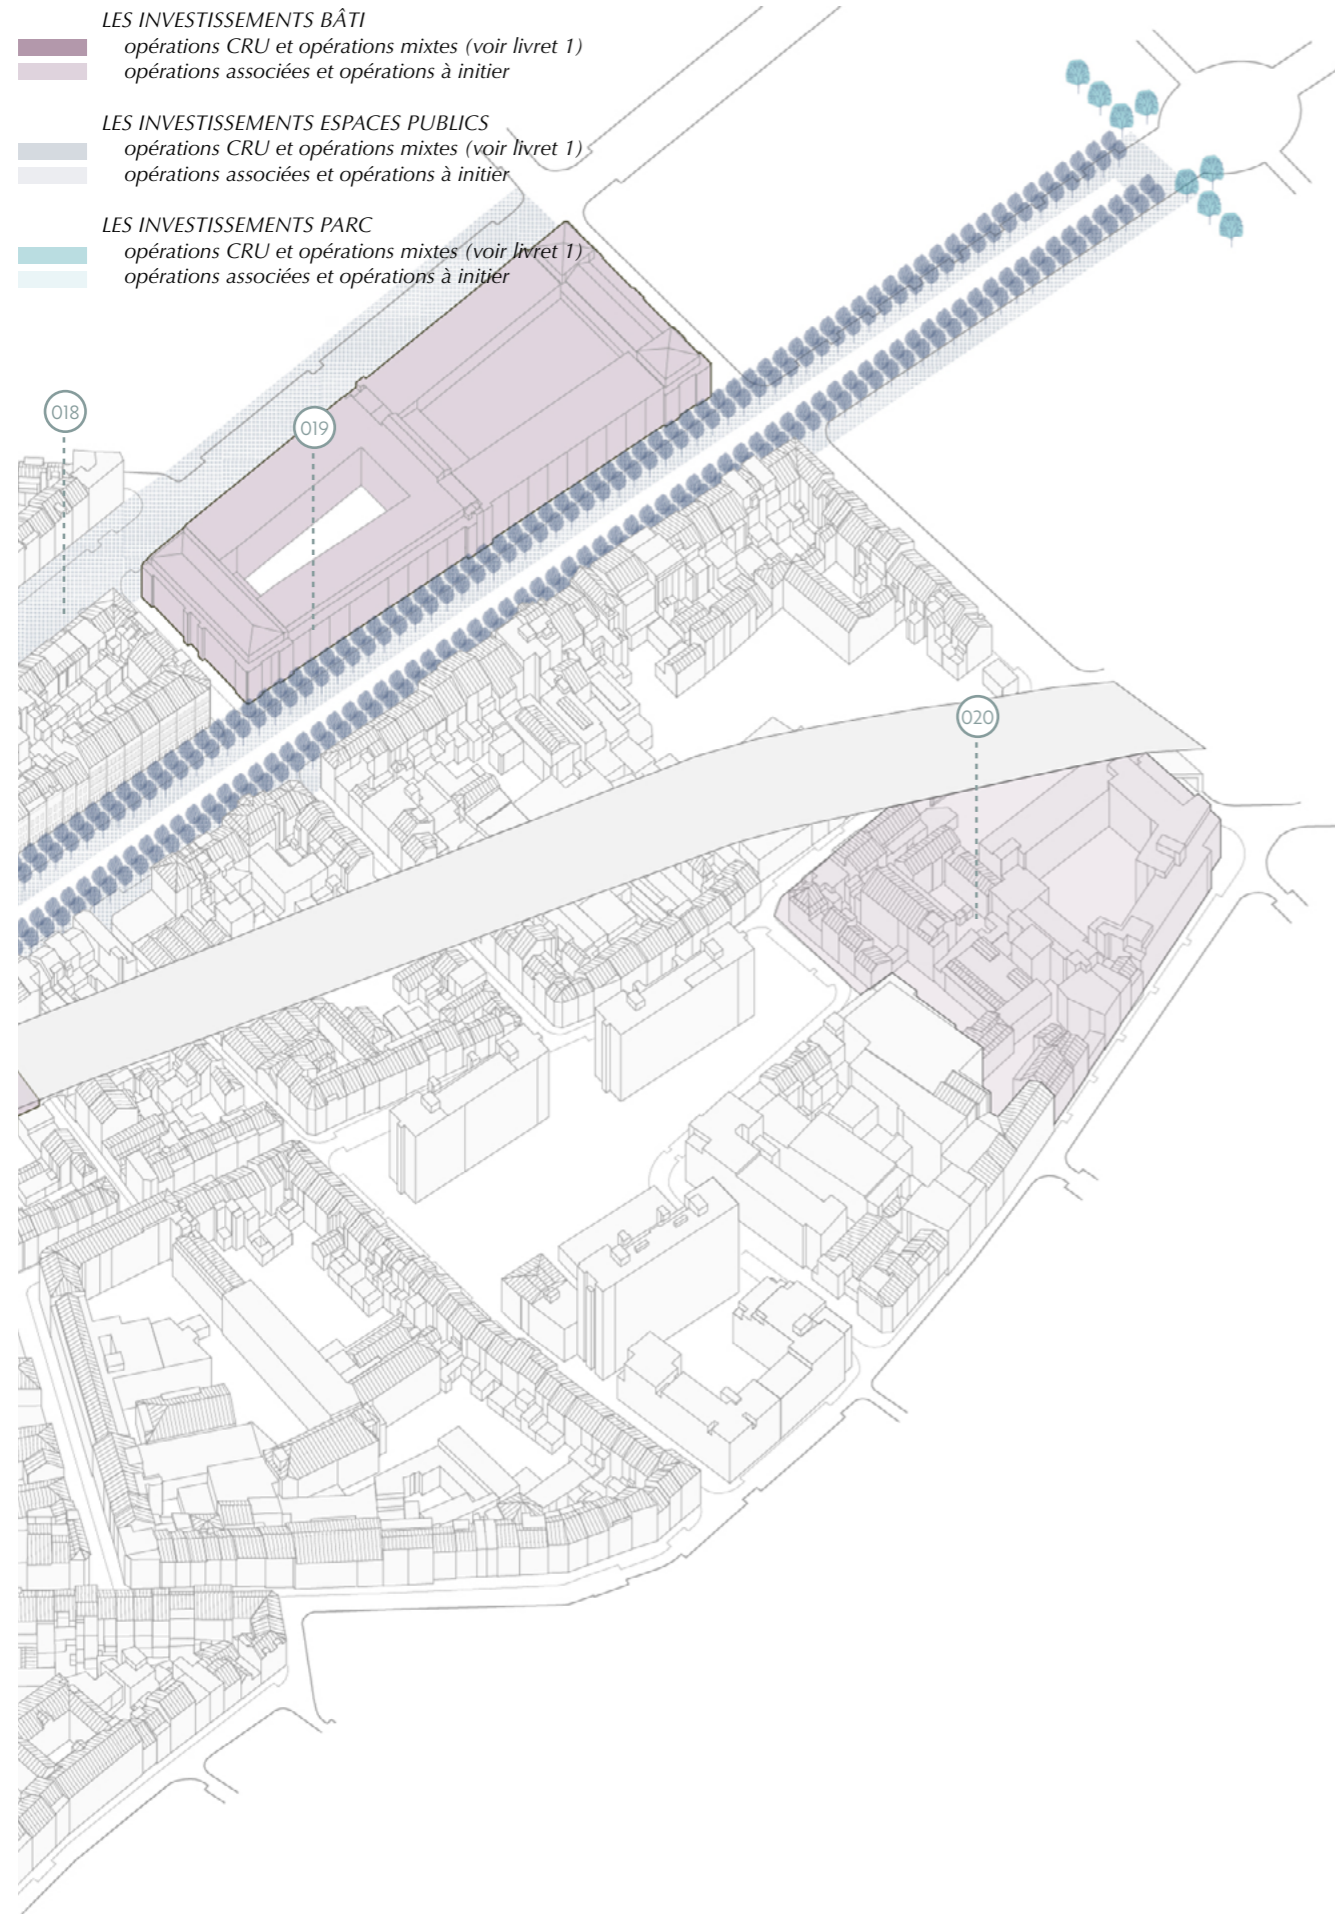 LES INVESTISSEMENTS BÂTI
opérations CRU et opérations mixtes (voir livret 1)
opérations associées et opérations à initier
LES INVESTISSEMENTS ESPACES PUBLICS
opérations CRU et opérations mixtes (voir livret 1)
opérations associées et opérations à initier
LES INVESTISSEMENTS PARC
opérations CRU et opérations mixtes (voir livret 1)
opérations associées et opérations à initier
018
019
020